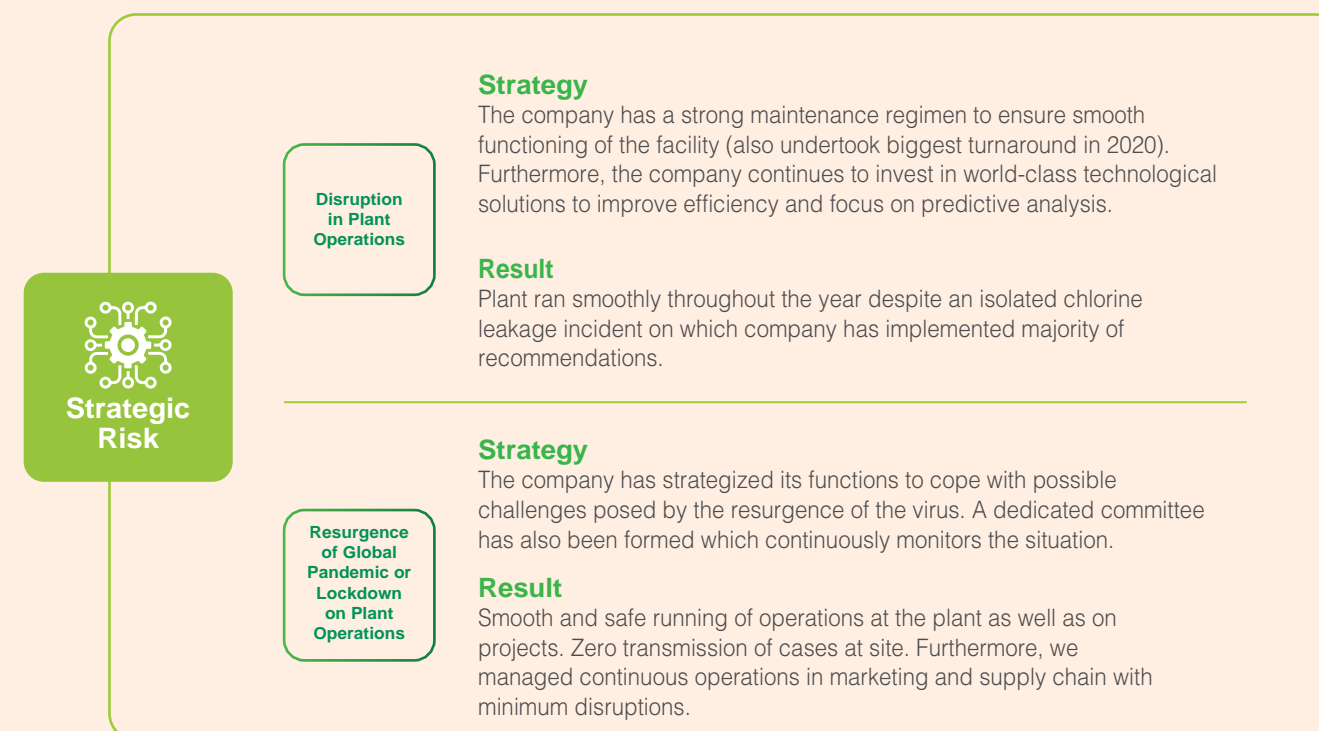 Strategic
Risk
Disruption
in Plant
Operations
Strategy
The company has a strong maintenance regimen to ensure smooth
functioning of the facility (also undertook biggest turnaround in 2020).
Furthermore, the company continues to invest in world-class technological
solutions to improve efficiency and focus on predictive analysis.
Result
Plant ran smoothly throughout the year despite an isolated chlorine
leakage incident on which company has implemented majority of
recommendations.
Resurgence
of Global
Pandemic or
Lockdown
on Plant
Operations
Strategy
The company has strategized its functions to cope with possible
challenges posed by the resurgence of the virus. A dedicated committee
has also been formed which continuously monitors the situation.
Result
Smooth and safe running of operations at the plant as well as on
projects. Zero transmission of cases at site. Furthermore, we
managed continuous operations in marketing and supply chain with
minimum disruptions.